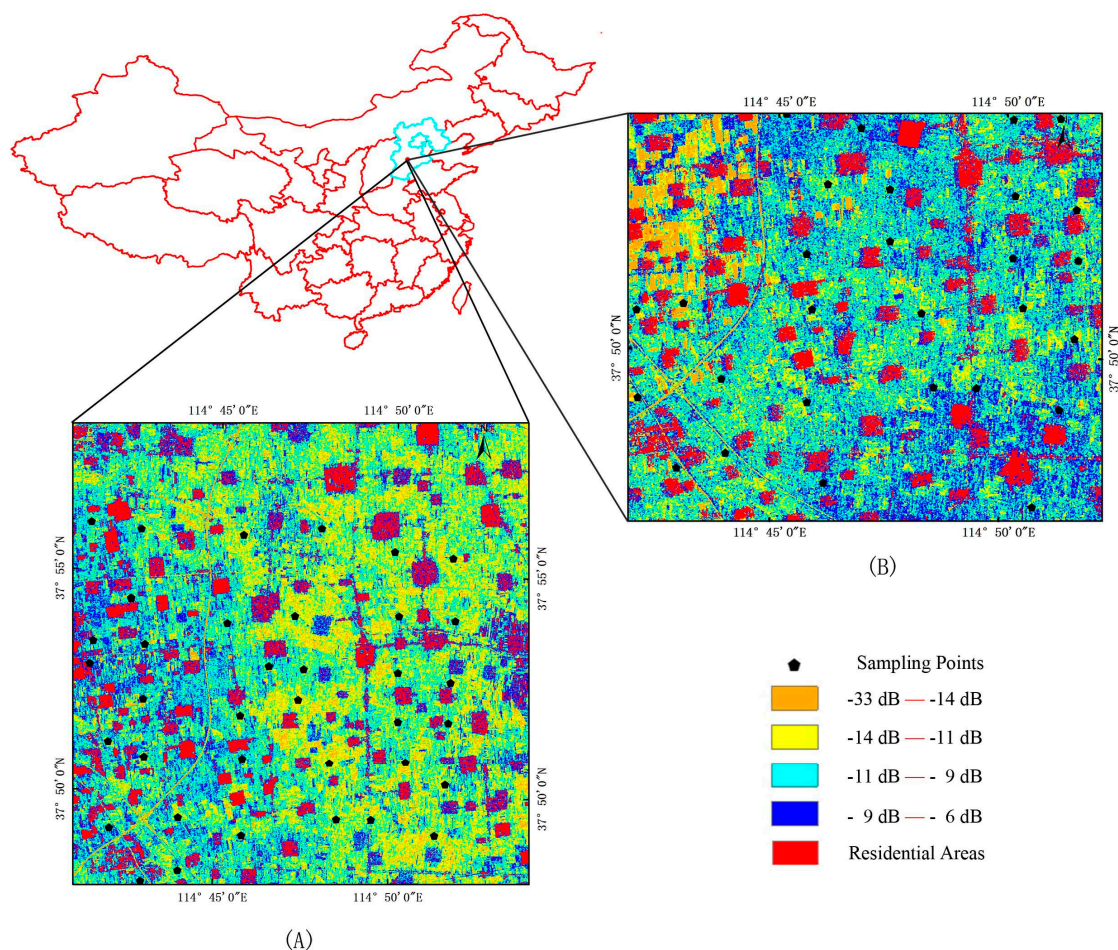 114° 45′ 0″E
114° 50′ 0″E
37° 50′ 0″N
37° 50′ 0″N
114° 45′ 0″E
114° 50′ 0″E
(B)
114° 45′ 0″E
114° 50′ 0″E
N
37° 55′ 0″N
37° 55′ 0″N
37° 50′ 0″N
37° 50′ 0″N
114° 45′ 0″E
114° 50′ 0″E
(A)
Sampling Points
-33 dB — -14 dB
-14 dB — -11 dB
-11 dB — - 9 dB
- 9 dB — - 6 dB
Residential Areas